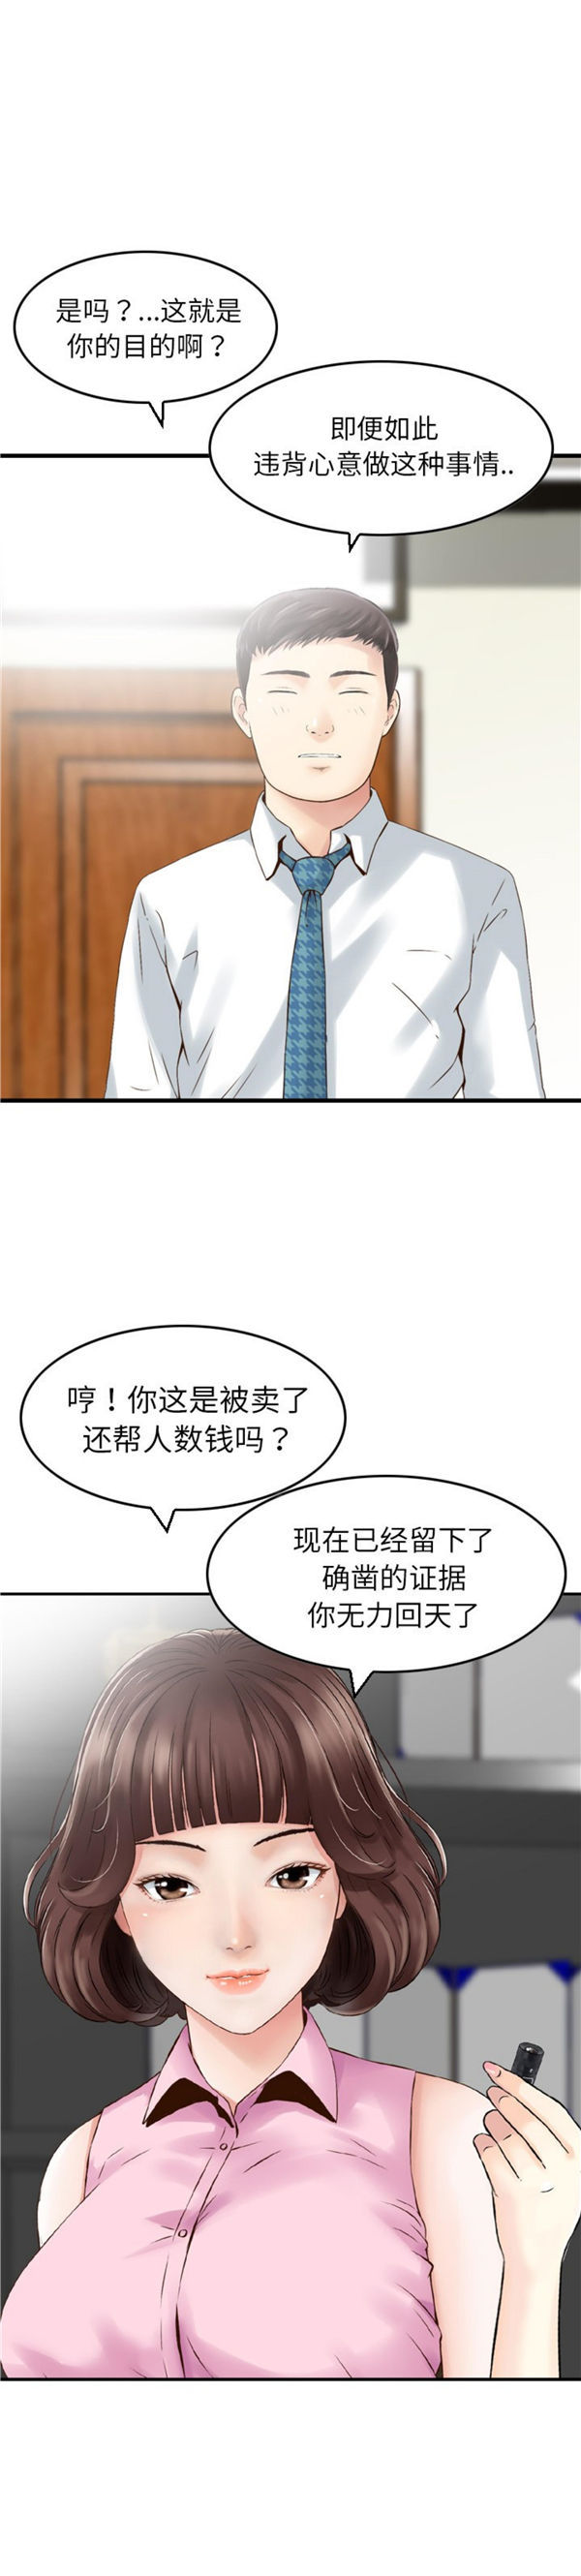 是吗？...这就是
你的目的啊？
即便如此
违背心意做这种事情..
哼！你这是被卖了
还帮人数钱吗？
现在已经留下了
确凿的证据
你无力回天了